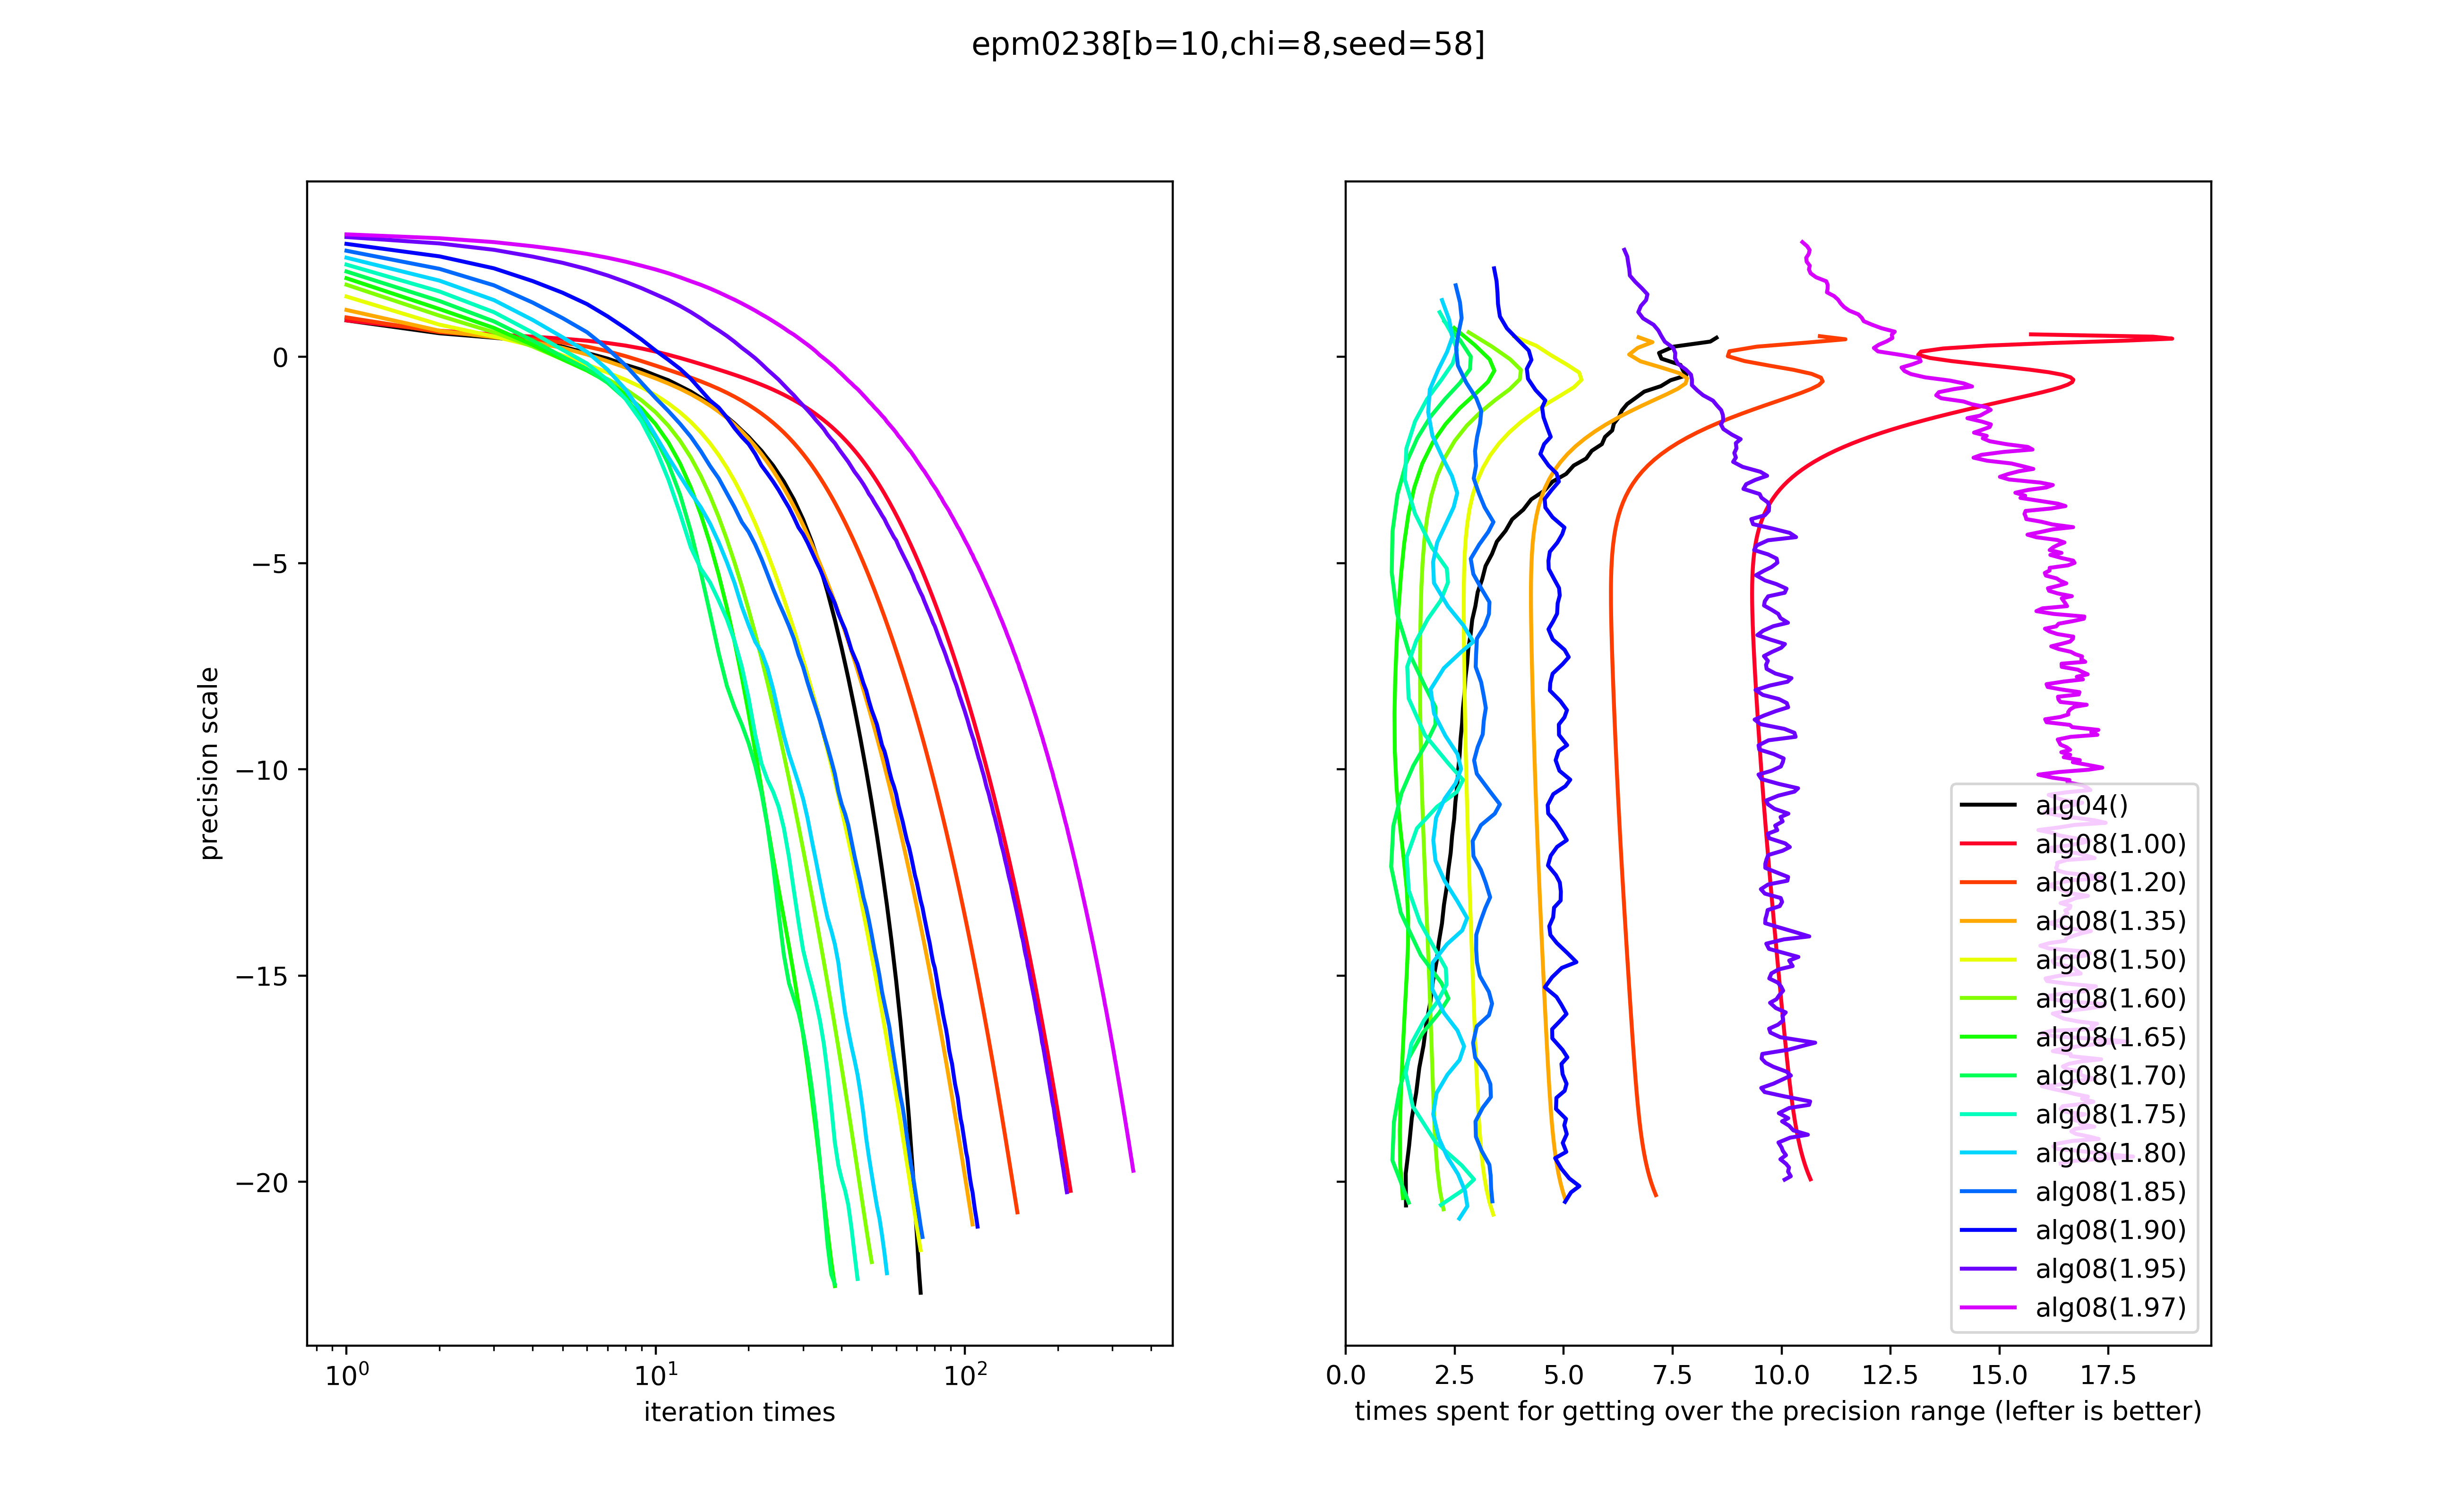 epm0238[b=10,chi=8,seed=58]
precision scale
0
−5
−10
−15
−20
10⁰ 10¹ 10²
iteration times
0.0 2.5 5.0 7.5 10.0 12.5 15.0 17.5
times spent for getting over the precision range (lefter is better)
alg04()
alg08(1.00)
alg08(1.20)
alg08(1.35)
alg08(1.50)
alg08(1.60)
alg08(1.65)
alg08(1.70)
alg08(1.75)
alg08(1.80)
alg08(1.85)
alg08(1.90)
alg08(1.95)
alg08(1.97)